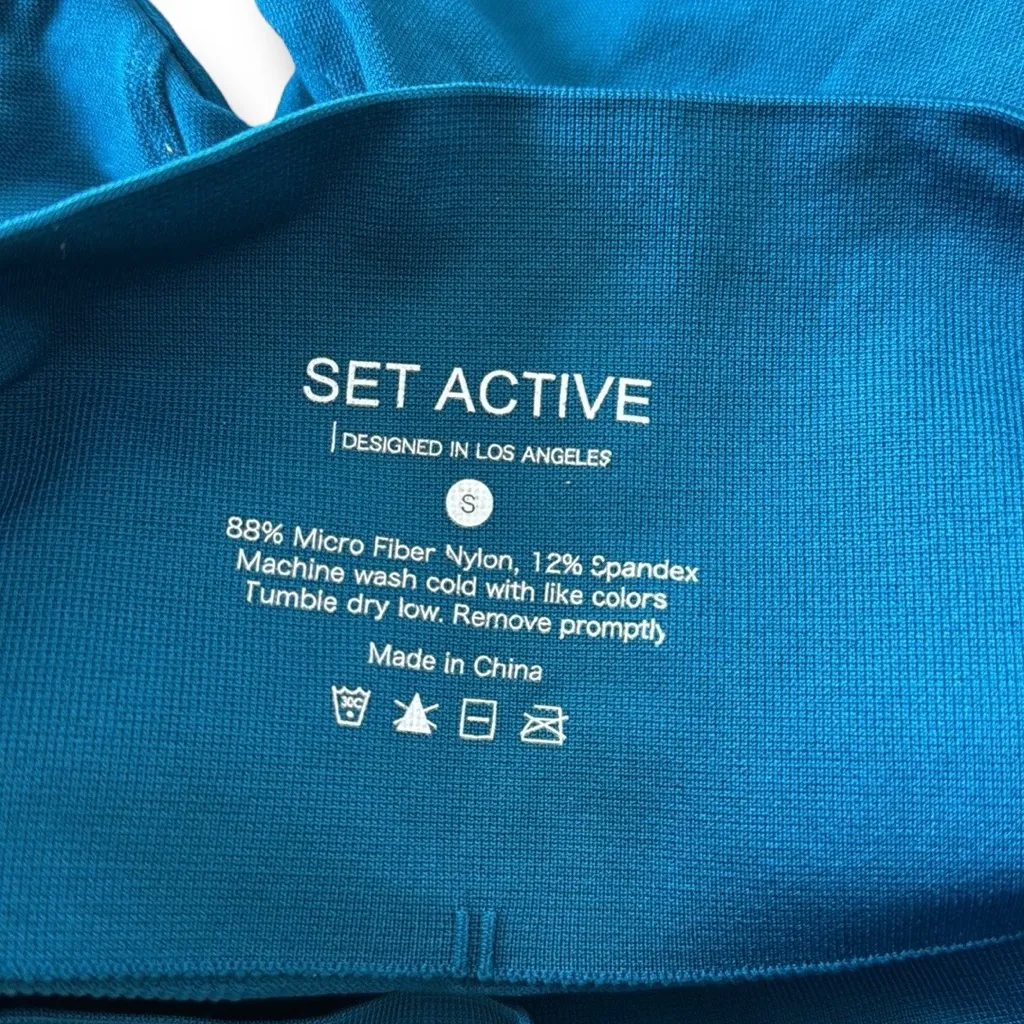 SET ACTIVE
DESIGNED IN LOS ANGELES
S
88% Micro Fiber Nylon, 12% Spandex
Machine wash cold with like colors
Tumble dry low. Remove promptly
Made in China
30C